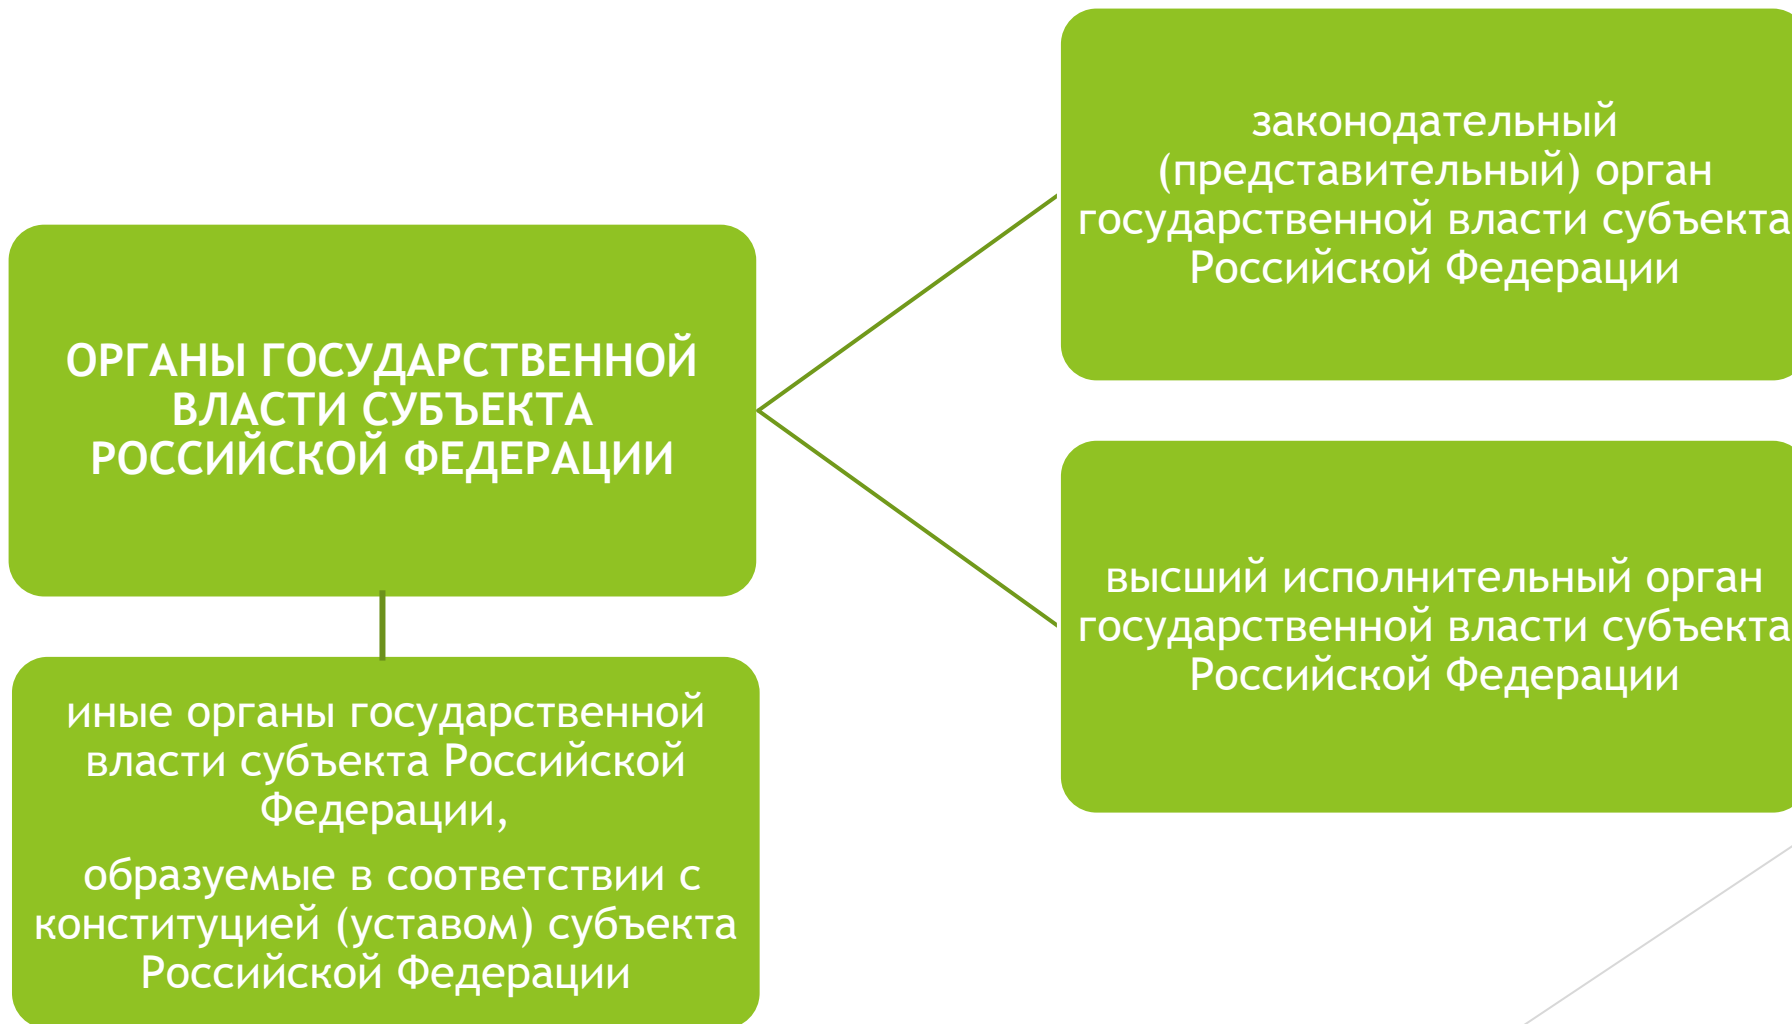 ОРГАНЫ ГОСУДАРСТВЕННОЙ
ВЛАСТИ СУБЪЕКТА
РОССИЙСКОЙ ФЕДЕРАЦИИ
законодательный
(представительный) орган
государственной власти субъекта
Российской Федерации
высший исполнительный орган
государственной власти субъекта
Российской Федерации
иные органы государственной
власти субъекта Российской
Федерации,
образуемые в соответствии с
конституцией (уставом) субъекта
Российской Федерации